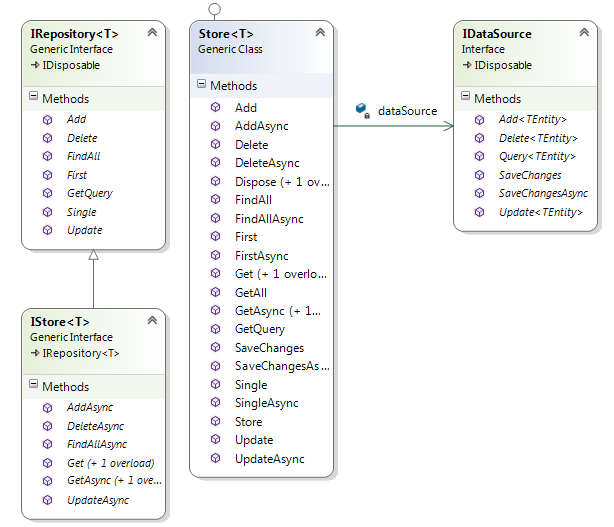 IRepository<T>
Generic Interface
IDisposable
Methods
Add
Delete
FindAll
First
GetQuery
Single
Update
IStore<T>
Generic Interface
IRepository<T>
Methods
AddAsync
DeleteAsync
FindAllAsync
Get (+ 1 overload)
GetAsync (+ 1 ove...
UpdateAsync
Store<T>
Generic Class
Methods
Add
AddAsync
Delete
DeleteAsync
Dispose (+ 1 ov...
FindAll
FindAllAsync
First
FirstAsync
Get (+ 1 overlo...
GetAll
GetAsync (+ 1...
GetQuery
SaveChanges
SaveChangesAs...
Single
SingleAsync
Store
Update
UpdateAsync
dataSource
IDataSource
Interface
IDisposable
Methods
Add<TEntity>
Delete<TEntity>
Query<TEntity>
SaveChanges
SaveChangesAsync
Update<TEntity>